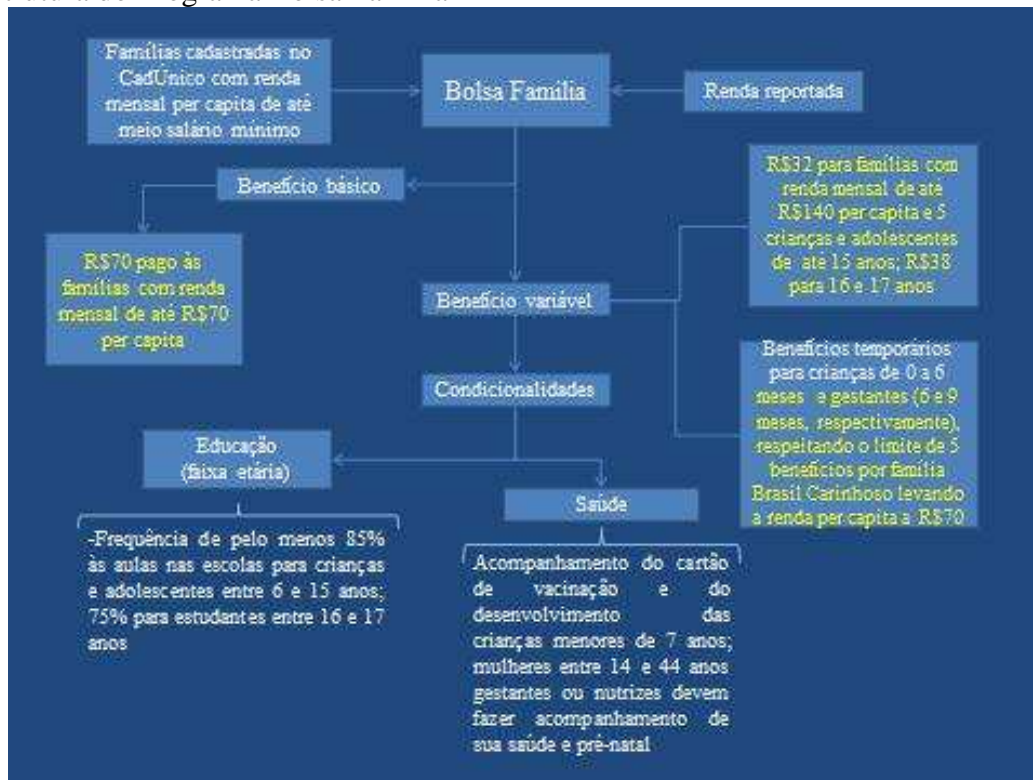 Famílias cadastradas no
CadÚnico com renda
mensal per capita de até
meio salário mínimo
Bolsa Família
Renda reportada
Benefício básico
R$70 pago às
famílias com renda
mensal de até R$70
per capita
R$32 para famílias com
renda mensal de até
R$140 per capita e 5
crianças e adolescentes
de até 15 anos; R$38
para 16 e 17 anos
Benefício variável
Benefícios temporários
para crianças de 0 a 6
meses e gestantes (6 e 9
meses, respectivamente),
respeitando o limite de 5
benefícios por família
Brasil Carinhoso levando
a renda per capita a R$70
Condicionalidades
Educação
(faixa etária)
-Frequência de pelo menos 85%
às aulas nas escolas para crianças
e adolescentes entre 6 e 15 anos;
75% para estudantes entre 16 e 17
anos
Saúde
Acompanhamento do cartão
de vacinação e do
desenvolvimento das
crianças menores de 7 anos;
mulheres entre 14 e 44 anos
gestantes ou nutrizes devem
fazer acompanhamento de
sua saúde e pré-natal